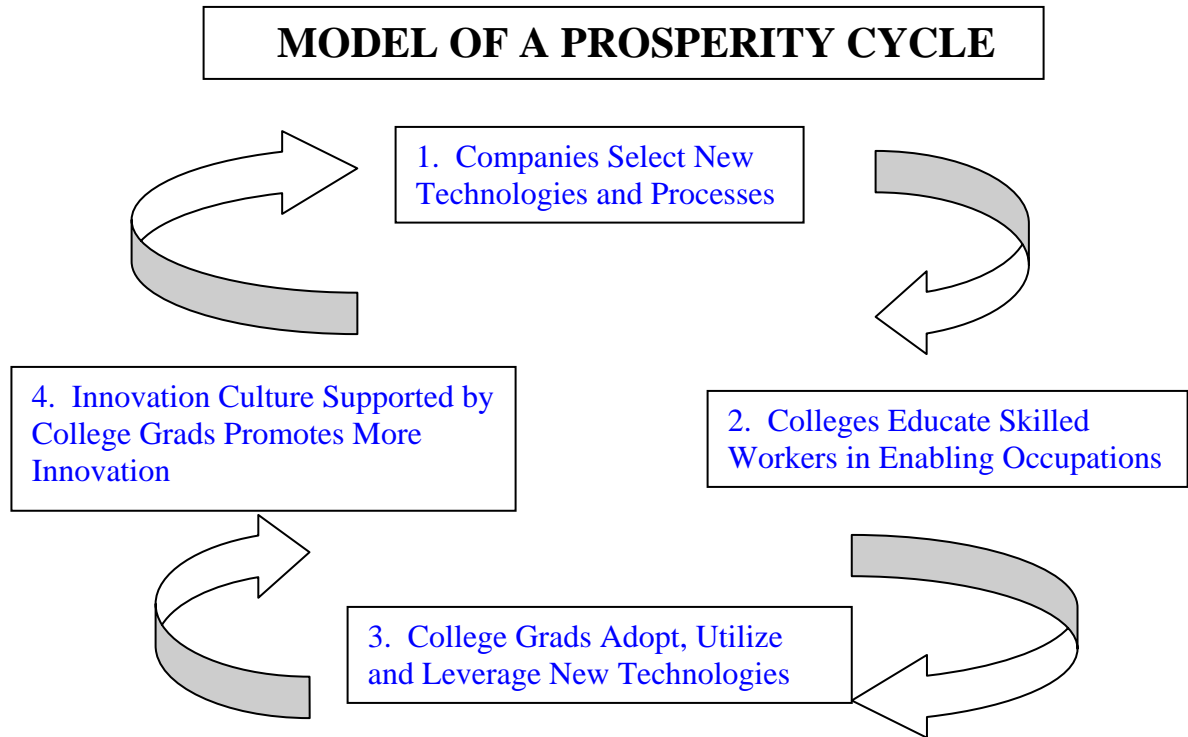 MODEL OF A PROSPERITY CYCLE
1. Companies Select New
Technologies and Processes
2. Colleges Educate Skilled
Workers in Enabling Occupations
3. College Grads Adopt, Utilize
and Leverage New Technologies
4. Innovation Culture Supported by
College Grads Promotes More
Innovation